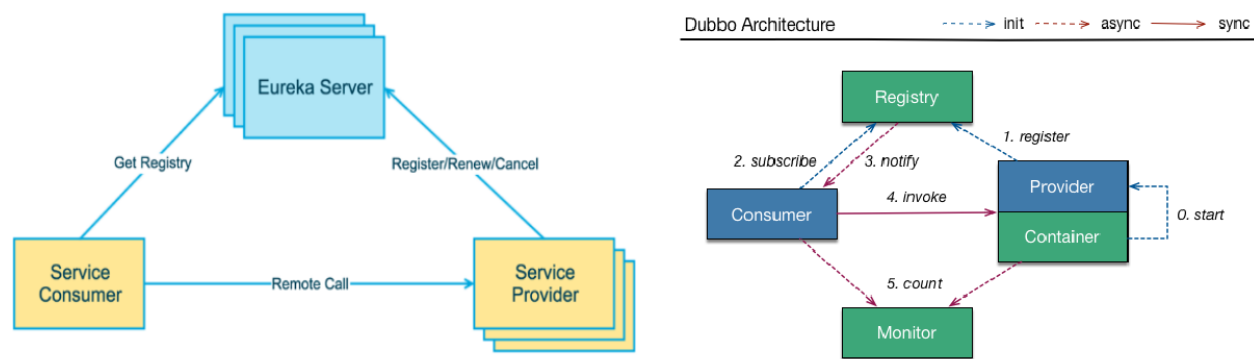 Eureka Server
Get Registry
Register/Renew/Cancel
Service
Consumer
Remote Call
Service
Provider
Dubbo Architecture
init
async
sync
Registry
1. register
2. subscribe
3. notify
Provider
4. invoke
Consumer
0. start
Container
5. count
Monitor